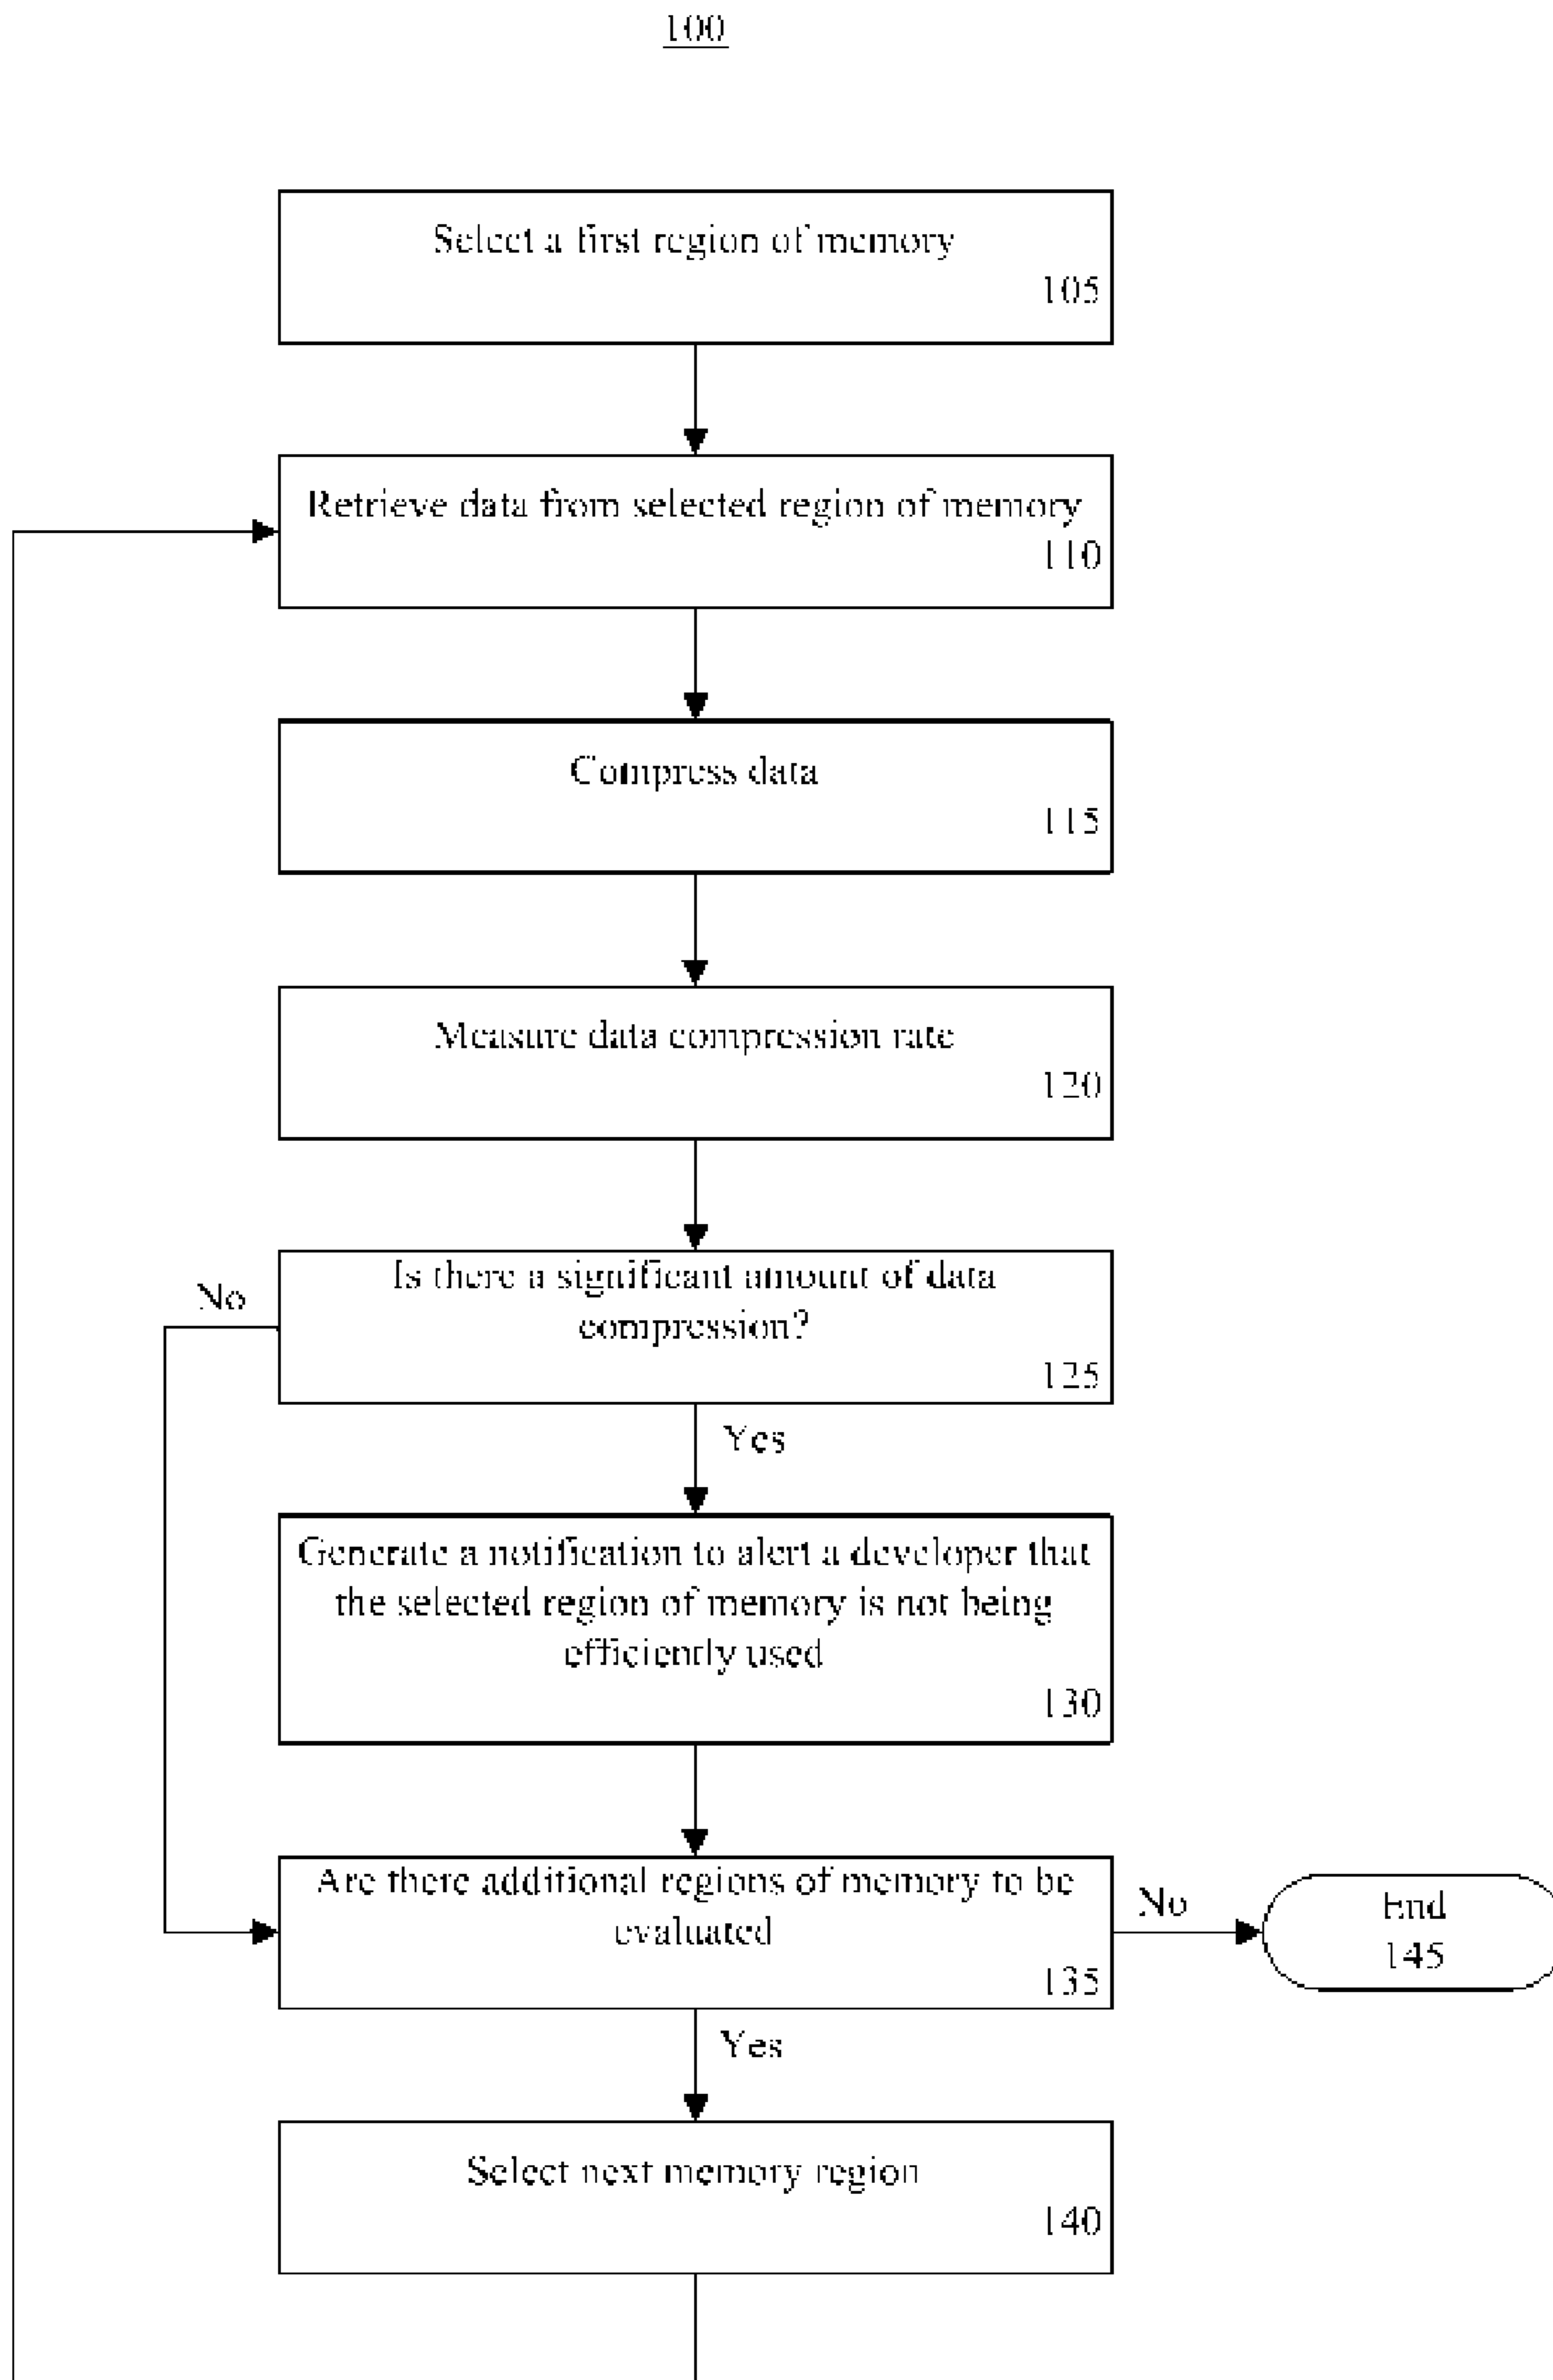 100
Select a first region of memory
105
Retrieve data from selected region of memory
110
Compress data
115
Measure data compression rate
120
Is there a significant amount of data
compression?
125
No
Yes
Generate a notification to alert a developer that
the selected region of memory is not being
efficiently used
130
Are there additional regions of memory to be
evaluated
135
No
End
145
Yes
Select next memory region
140